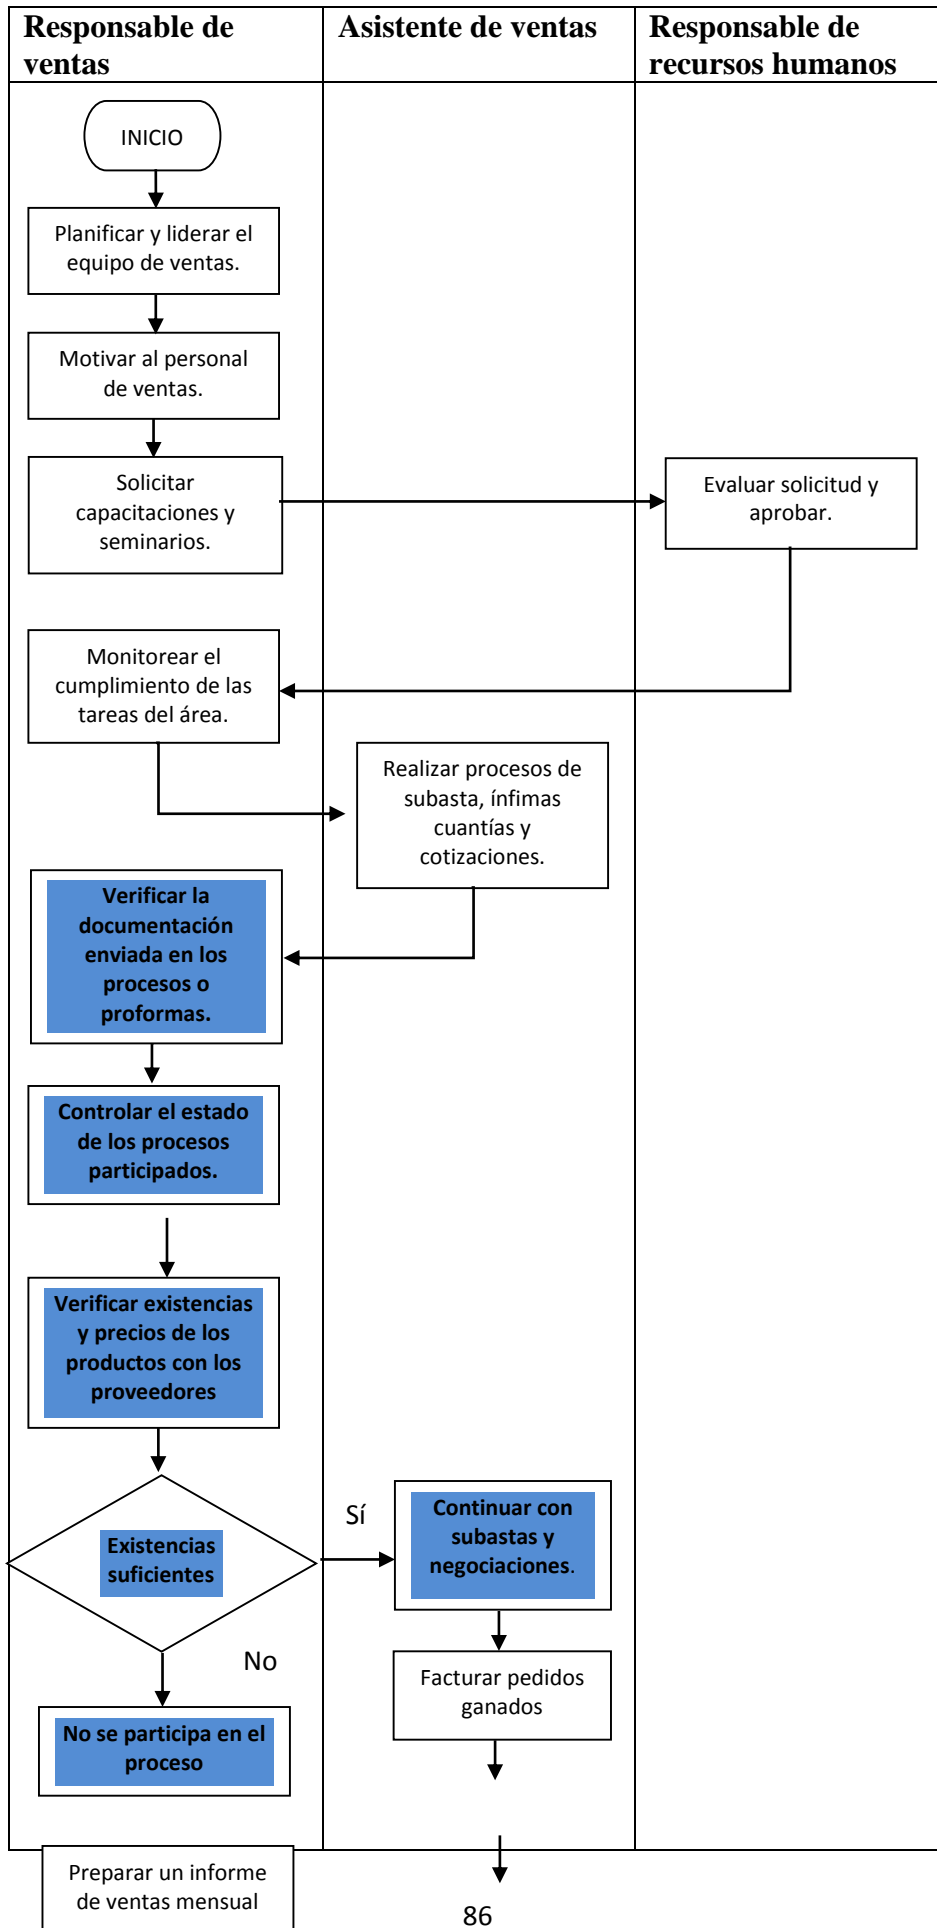 Responsable de
ventas
Asistente de ventas
Responsable de
recursos humanos
INICIO
Planificar y liderar el
equipo de ventas.
Motivar al personal
de ventas.
Solicitar
capacitaciones y
seminarios.
Evaluar solicitud y
aprobar.
Monitorear el
cumplimiento de las
tareas del área.
Realizar procesos de
subasta, ínfimas
cuantías y
cotizaciones.
Verificar la
documentación
enviada en los
procesos o
proformas.
Controlar el estado
de los procesos
participados.
Verificar existencias
y precios de los
productos con los
proveedores
Existencias
suficientes
Sí
Continuar con
subastas y
negociaciones.
No
Facturar pedidos
ganados
No se participa en el
proceso
Preparar un informe
de ventas mensual
86